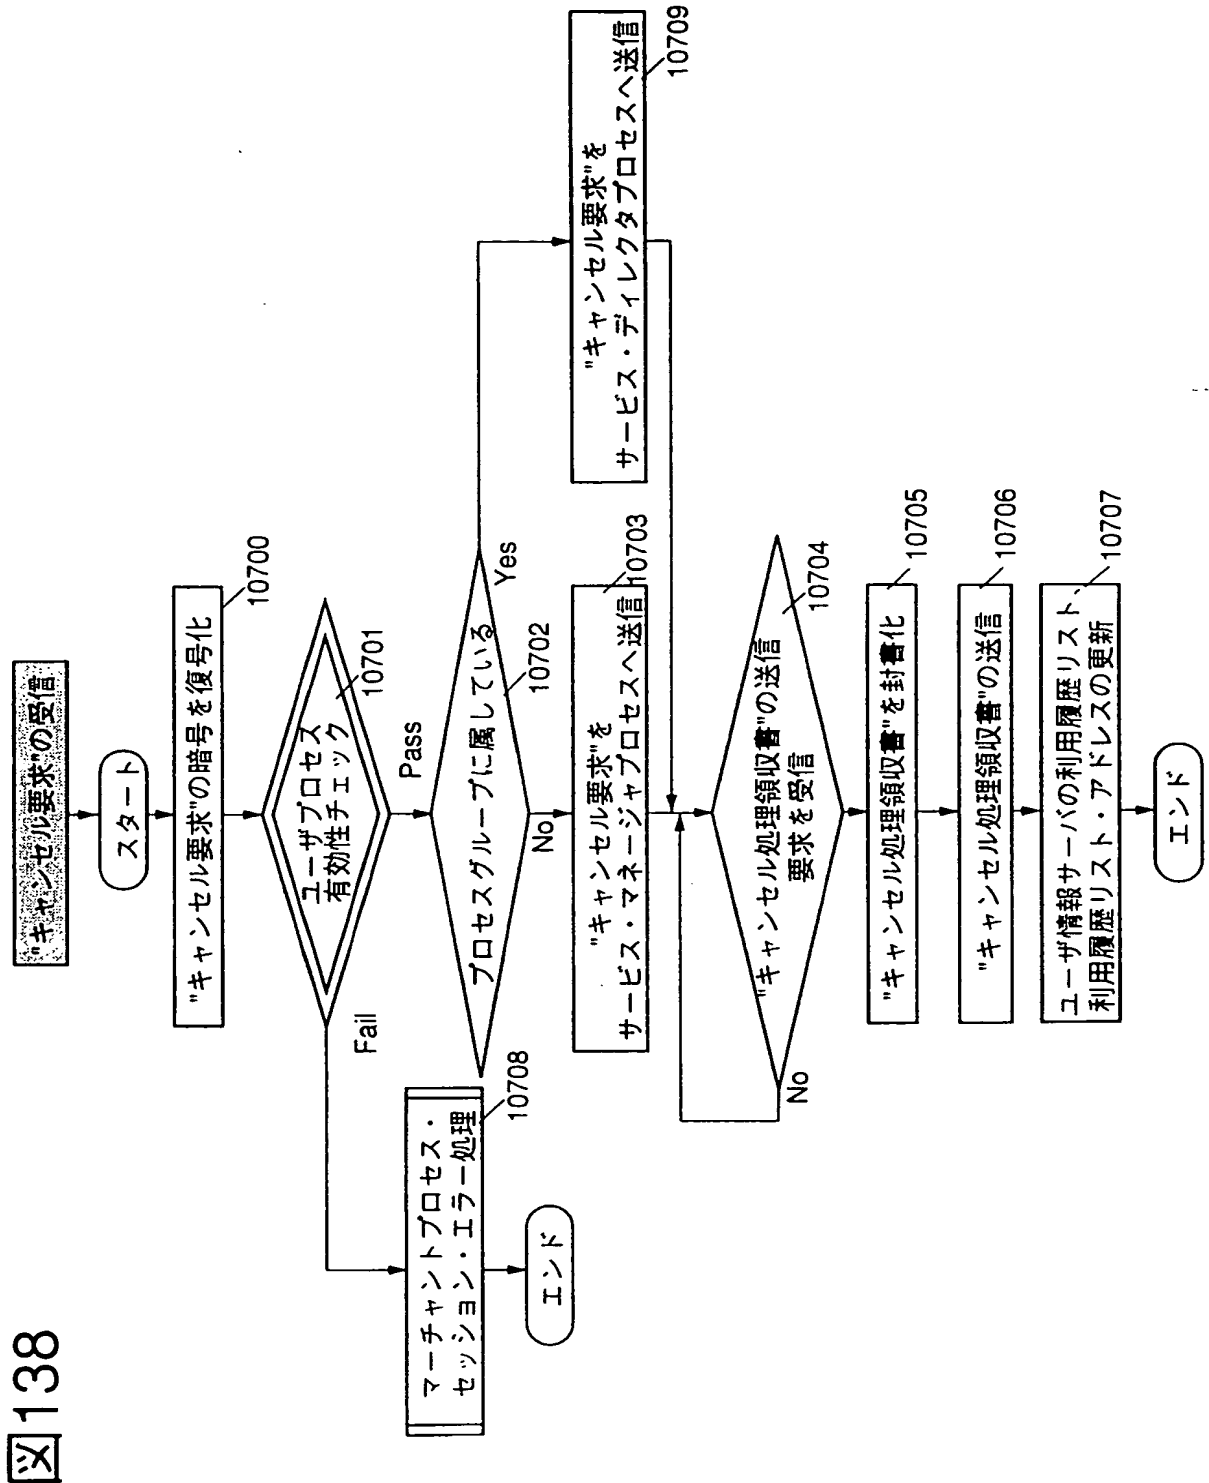 図138
"キャンセル要求"の受信
スタート
"キャンセル要求"の暗号を復号化
10700
ユーザプロセス
有効性チェック
10701
Fail
Pass
マーチャントプロセス・
セッション・エラー処理
10708
エンド
プロセスグループに属している
10702
Yes
No
"キャンセル要求"を
サービス・マネージャプロセスへ送信
10703
"キャンセル要求"を
サービス・ディレクタプロセスへ送信
10709
"キャンセル処理領収書"の送信
要求を受信
10704
No
"キャンセル処理領収書"を封書化
10705
"キャンセル処理領収書"の送信
10706
ユーザ情報サーバの利用履歴リスト、
利用履歴リスト・アドレスの更新
10707
エンド